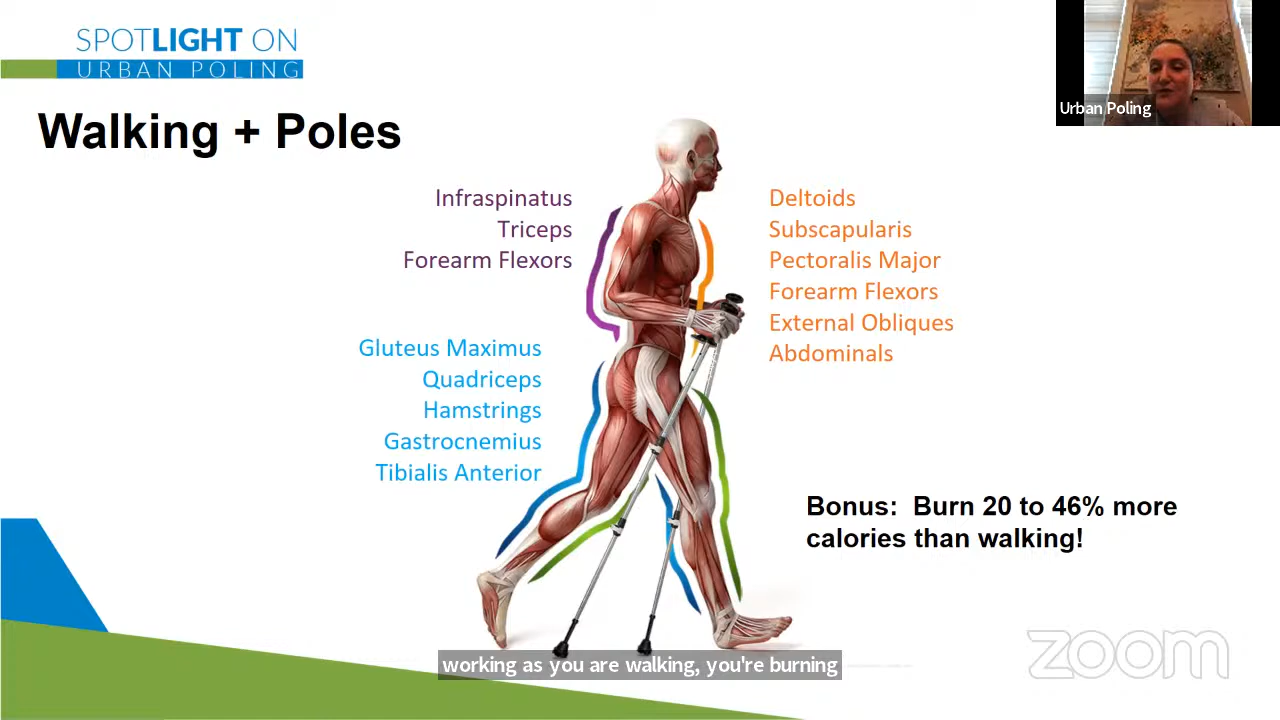 SPOTLIGHT ON
URBAN POLING
Urban Poling
Walking + Poles
Infraspinatus
Triceps
Forearm Flexors
Deltoids
Subscapularis
Pectoralis Major
Forearm Flexors
External Obliques
Abdominals
Gluteus Maximus
Quadriceps
Hamstrings
Gastrocnemius
Tibialis Anterior
Bonus: Burn 20 to 46% more
calories than walking!
zoom
working as you are walking, you're burning